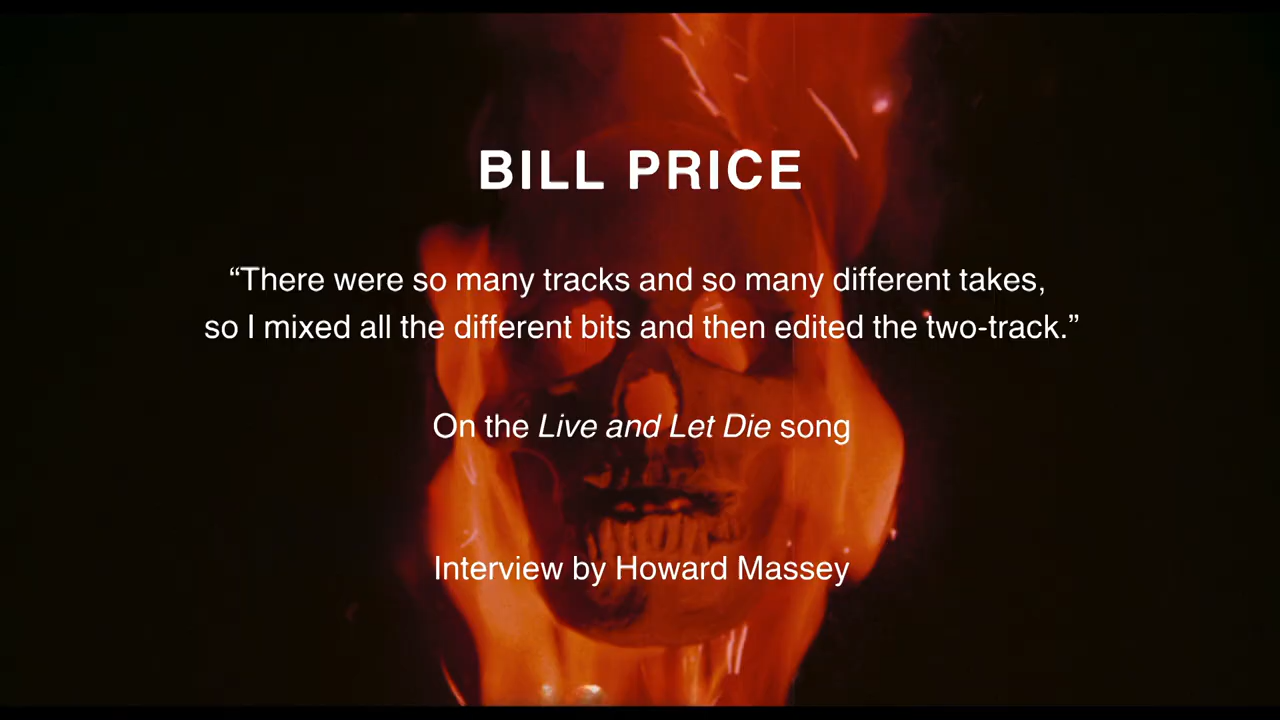 BILL PRICE
“There were so many tracks and so many different takes,
so I mixed all the different bits and then edited the two-track.”
On the Live and Let Die song
Interview by Howard Massey